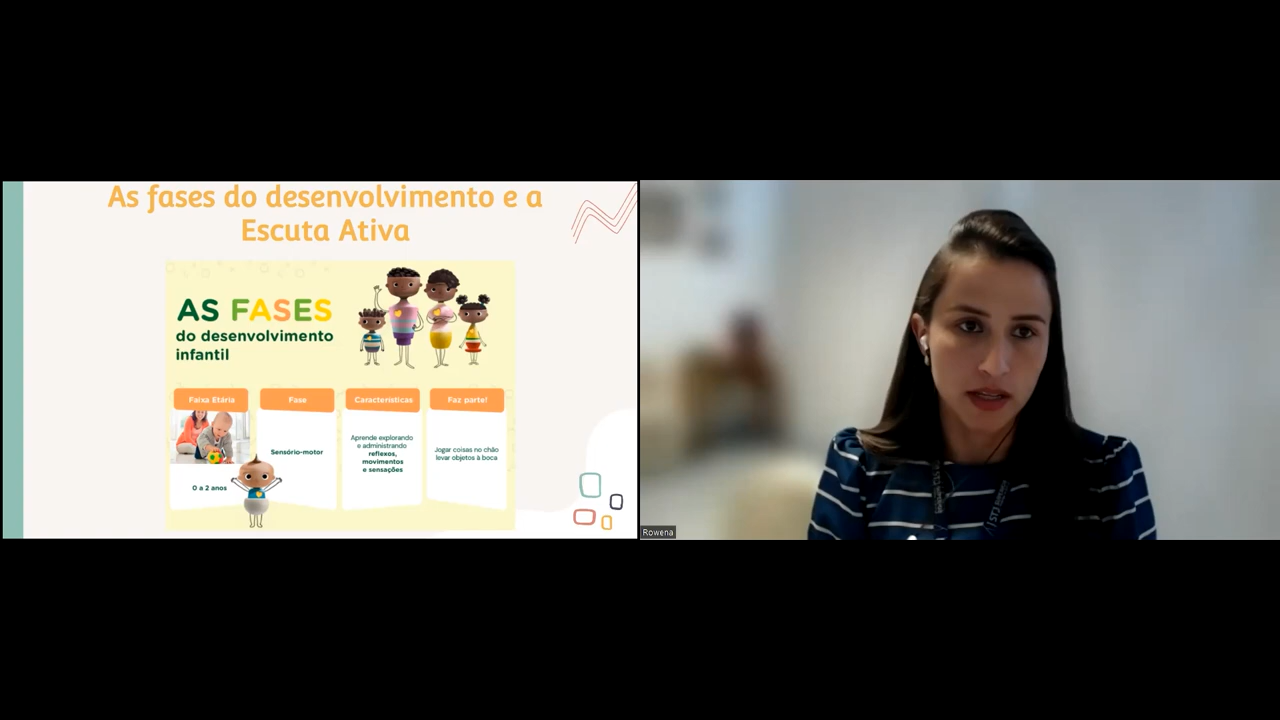 As fases do desenvolvimento e a
Escuta Ativa
AS FASES
do desenvolvimento
infantil
Faixa Etária
Fase
Características
Faz parte!
0 a 2 anos
Sensório-motor
Aprende explorando
e administrando
reflexos,
movimentos
e sensações
Jogar coisas no chão
levar objetos à boca
Rowena